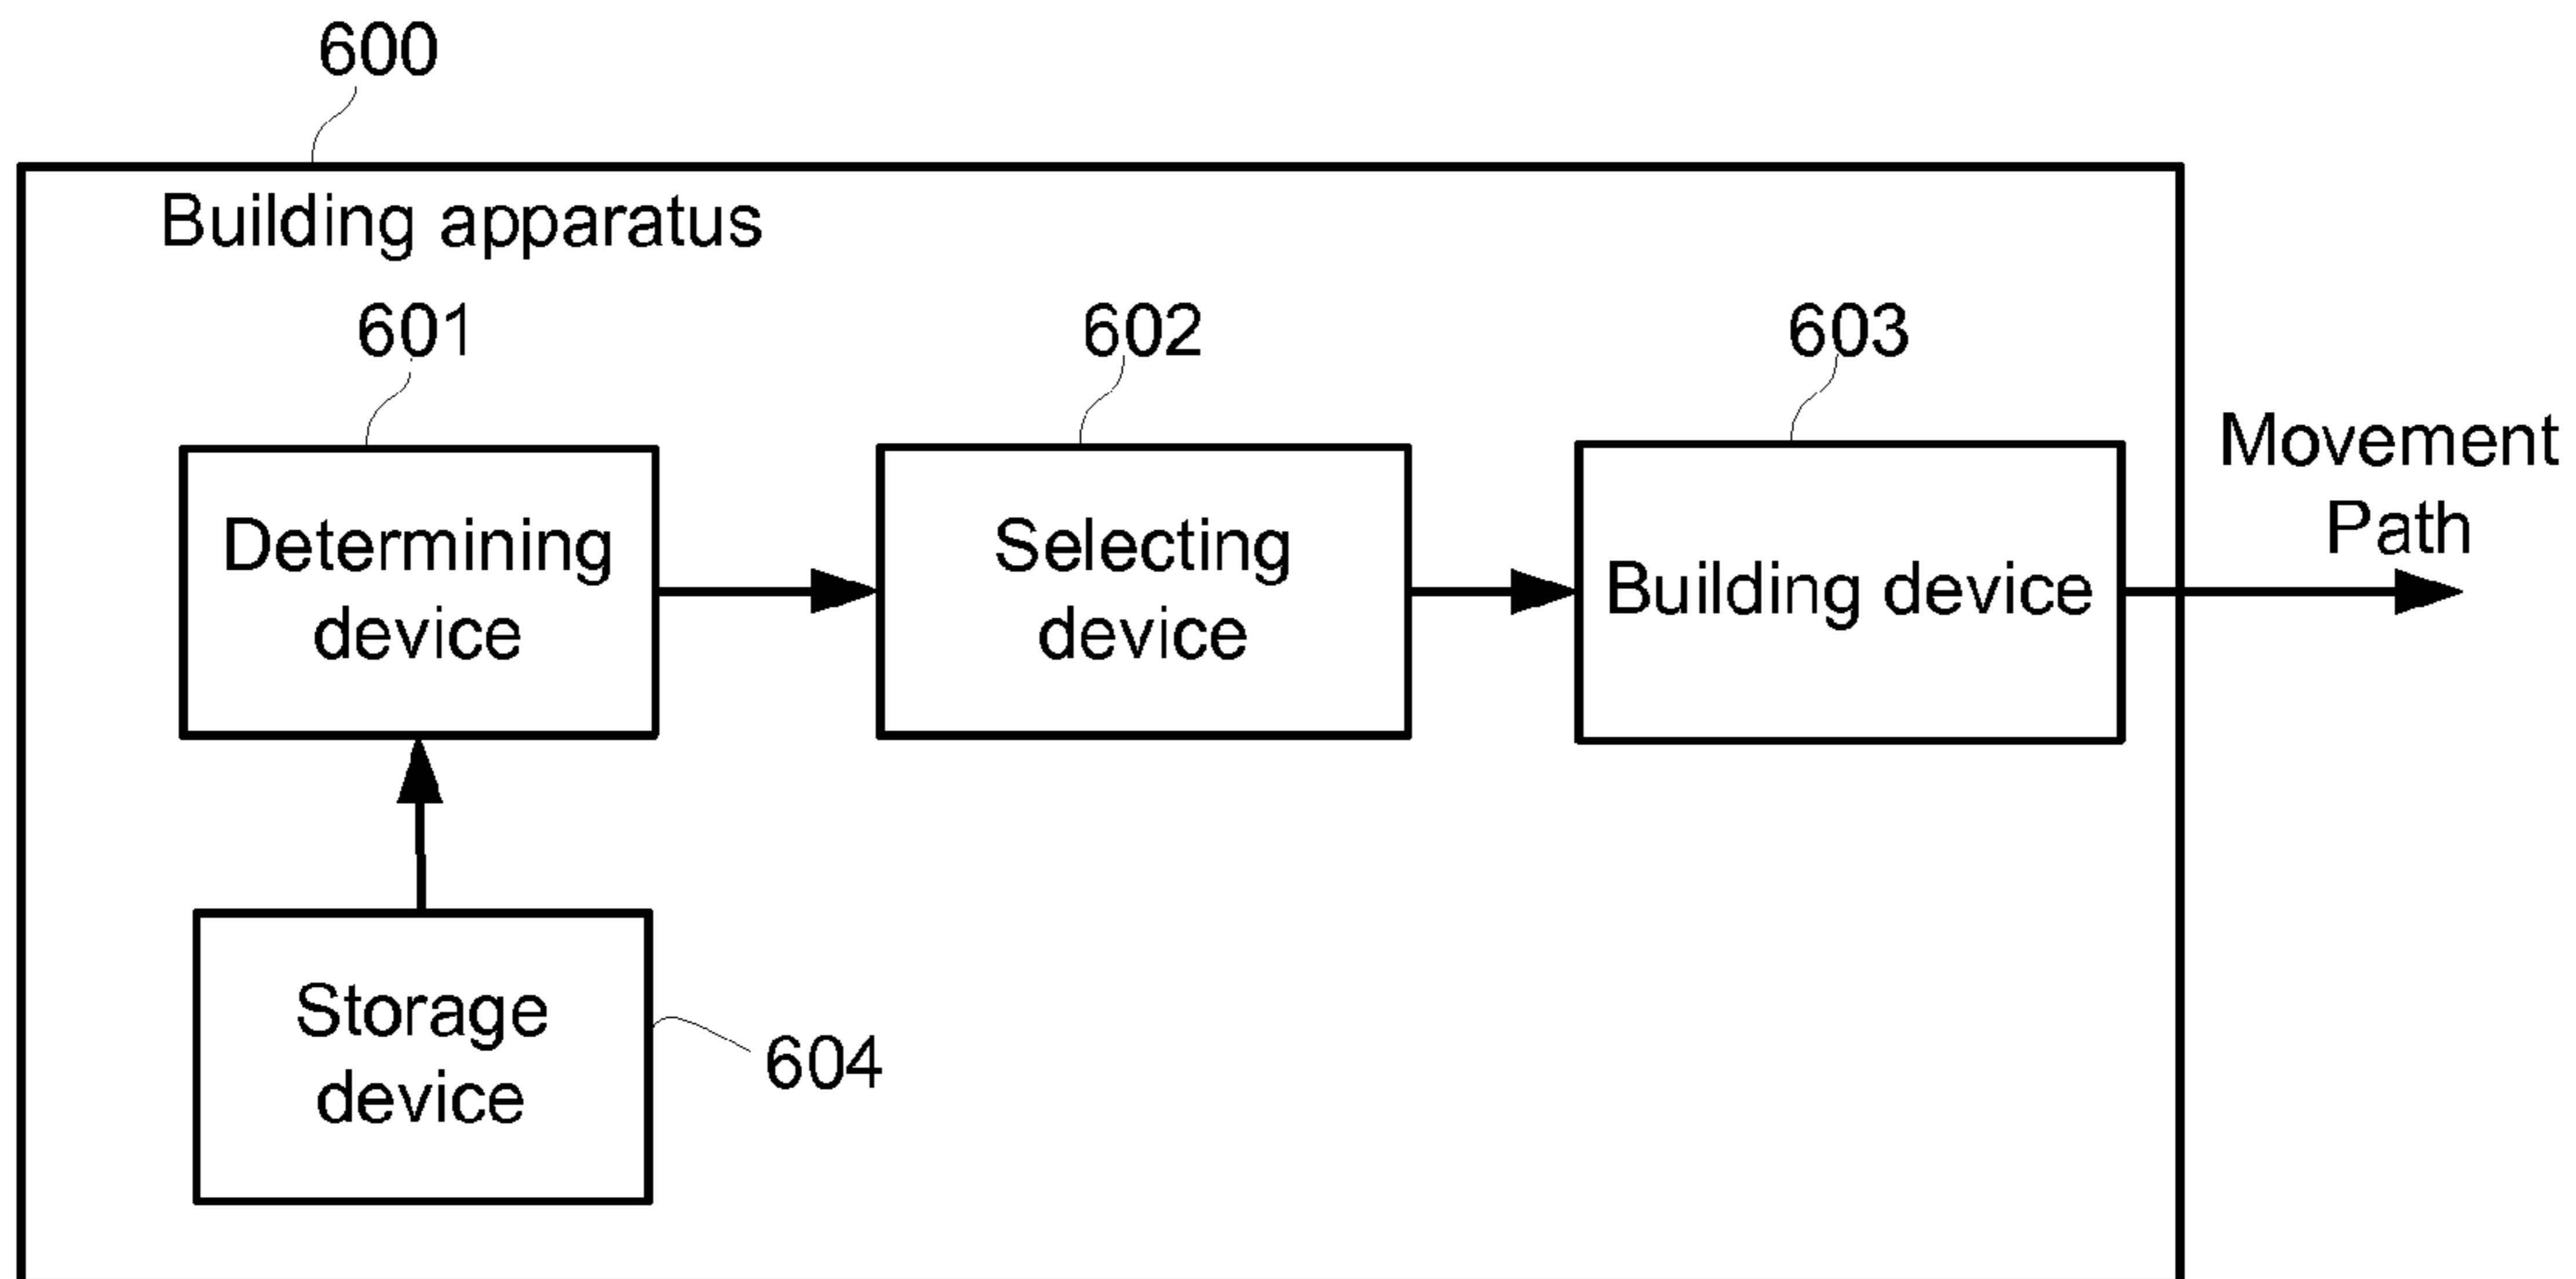 600
Building apparatus
601
602
603
Movement
Path
Determining
device
Selecting
device
Building device
Storage
device
604